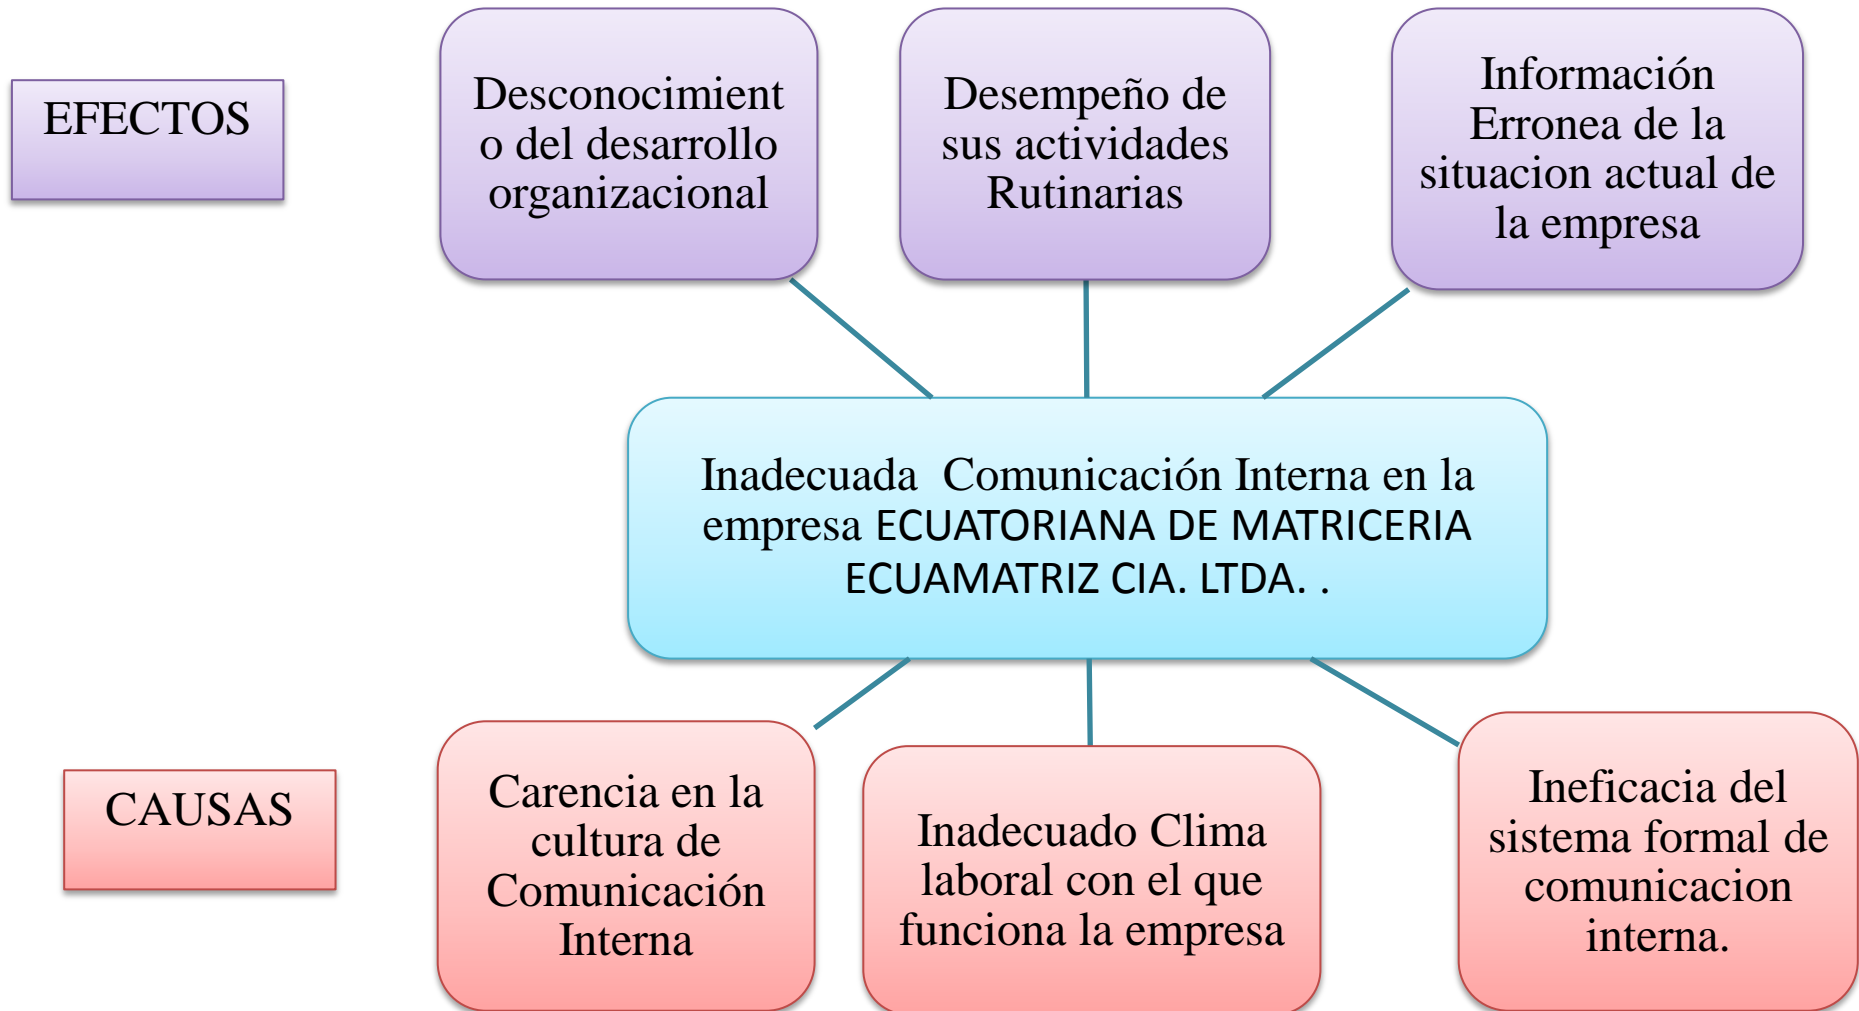 EFECTOS
Desconocimient
o del desarrollo
organizacional
Desempeño de
sus actividades
Rutinarias
Información
Erronea de la
situacion actual de
la empresa
Inadecuada  Comunicación Interna en la
empresa ECUATORIANA DE MATRICERIA
ECUAMATRIZ CIA. LTDA. .
CAUSAS
Carencia en la
cultura de
Comunicación
Interna
Inadecuado Clima
laboral con el que
funciona la empresa
Ineficacia del
sistema formal de
comunicacion
interna.